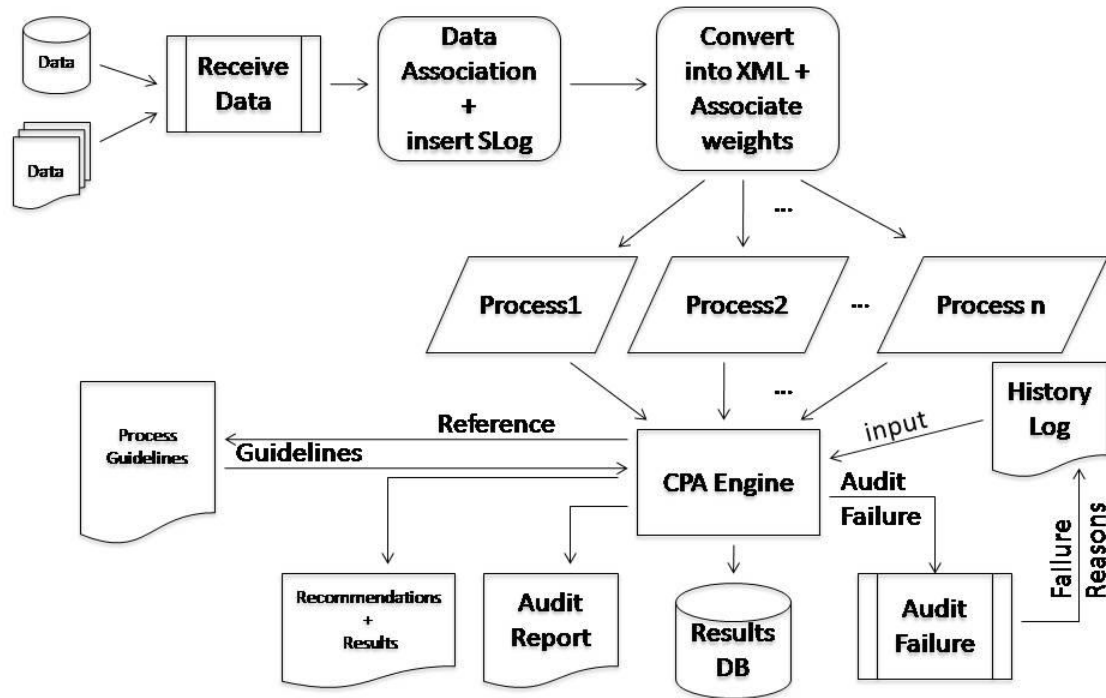 Data
Receive
Data
Data
Association
+
insert SLog
Convert
into XML +
Associate
weights
Data
...
Process1
Process2
...
Process n
...
History
Log
Process
Guidelines
Reference
Guidelines
input
CPA Engine
Audit
Failure
Failure
Reasons
Recommendations
+
Results
Audit
Report
Results
DB
Audit
Failure